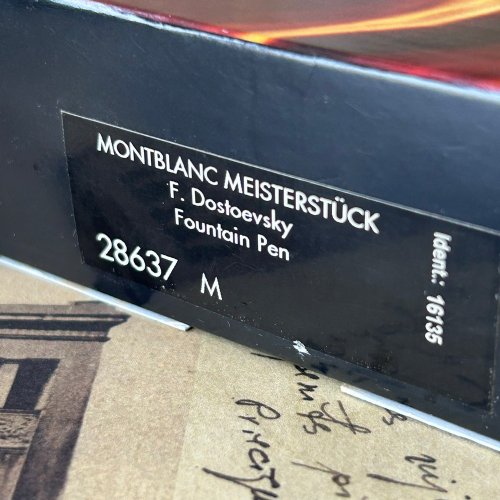 MONTBLANC MEISTERSTÜCK
F. Dostoevsky
Fountain Pen
28637 M
Ident.: 16135